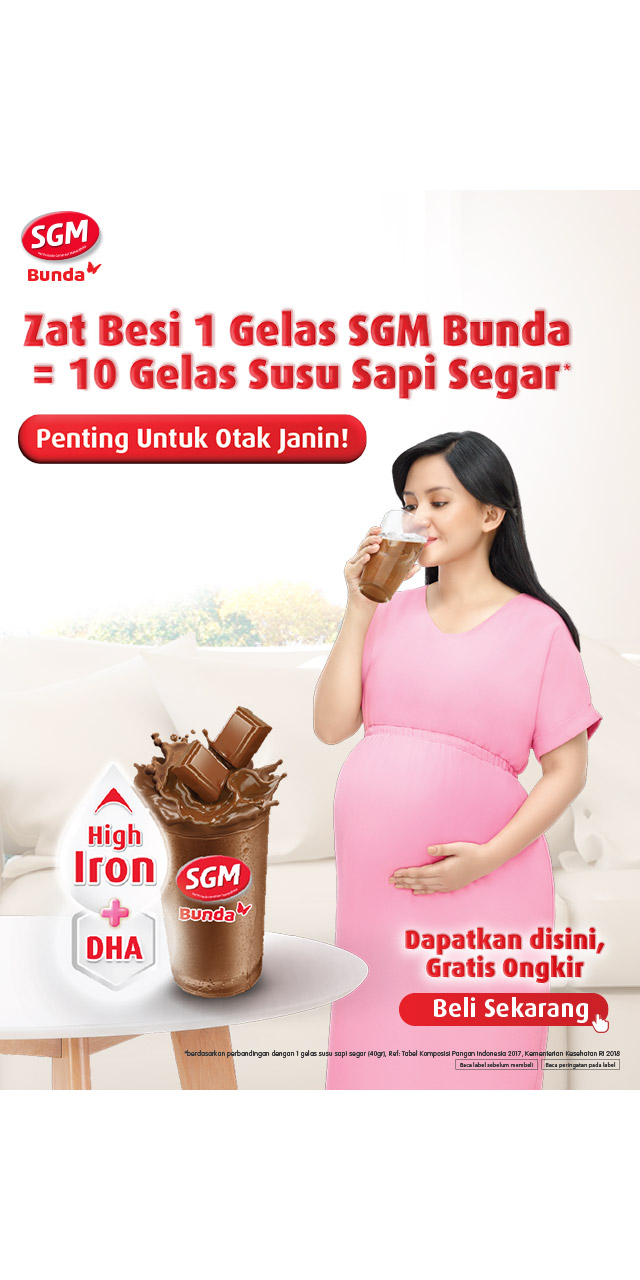 SGM
Bunda
Zat Besi 1 Gelas SGM Bunda
= 10 Gelas Susu Sapi Segar*
Penting Untuk Otak Janin!
High
Iron
+
DHA
SGM
Bunda
Dapatkan disini,
Gratis Ongkir
Beli Sekarang
*berdasarkan perbandingan dengan 1 gelas susu sapi segar (40gr), Ref: Tabel Komposisi Pangan Indonesia 2017, Kementerian Kesehatan RI 2018
Baca label sebelum membeli
Baca peringatan pada label